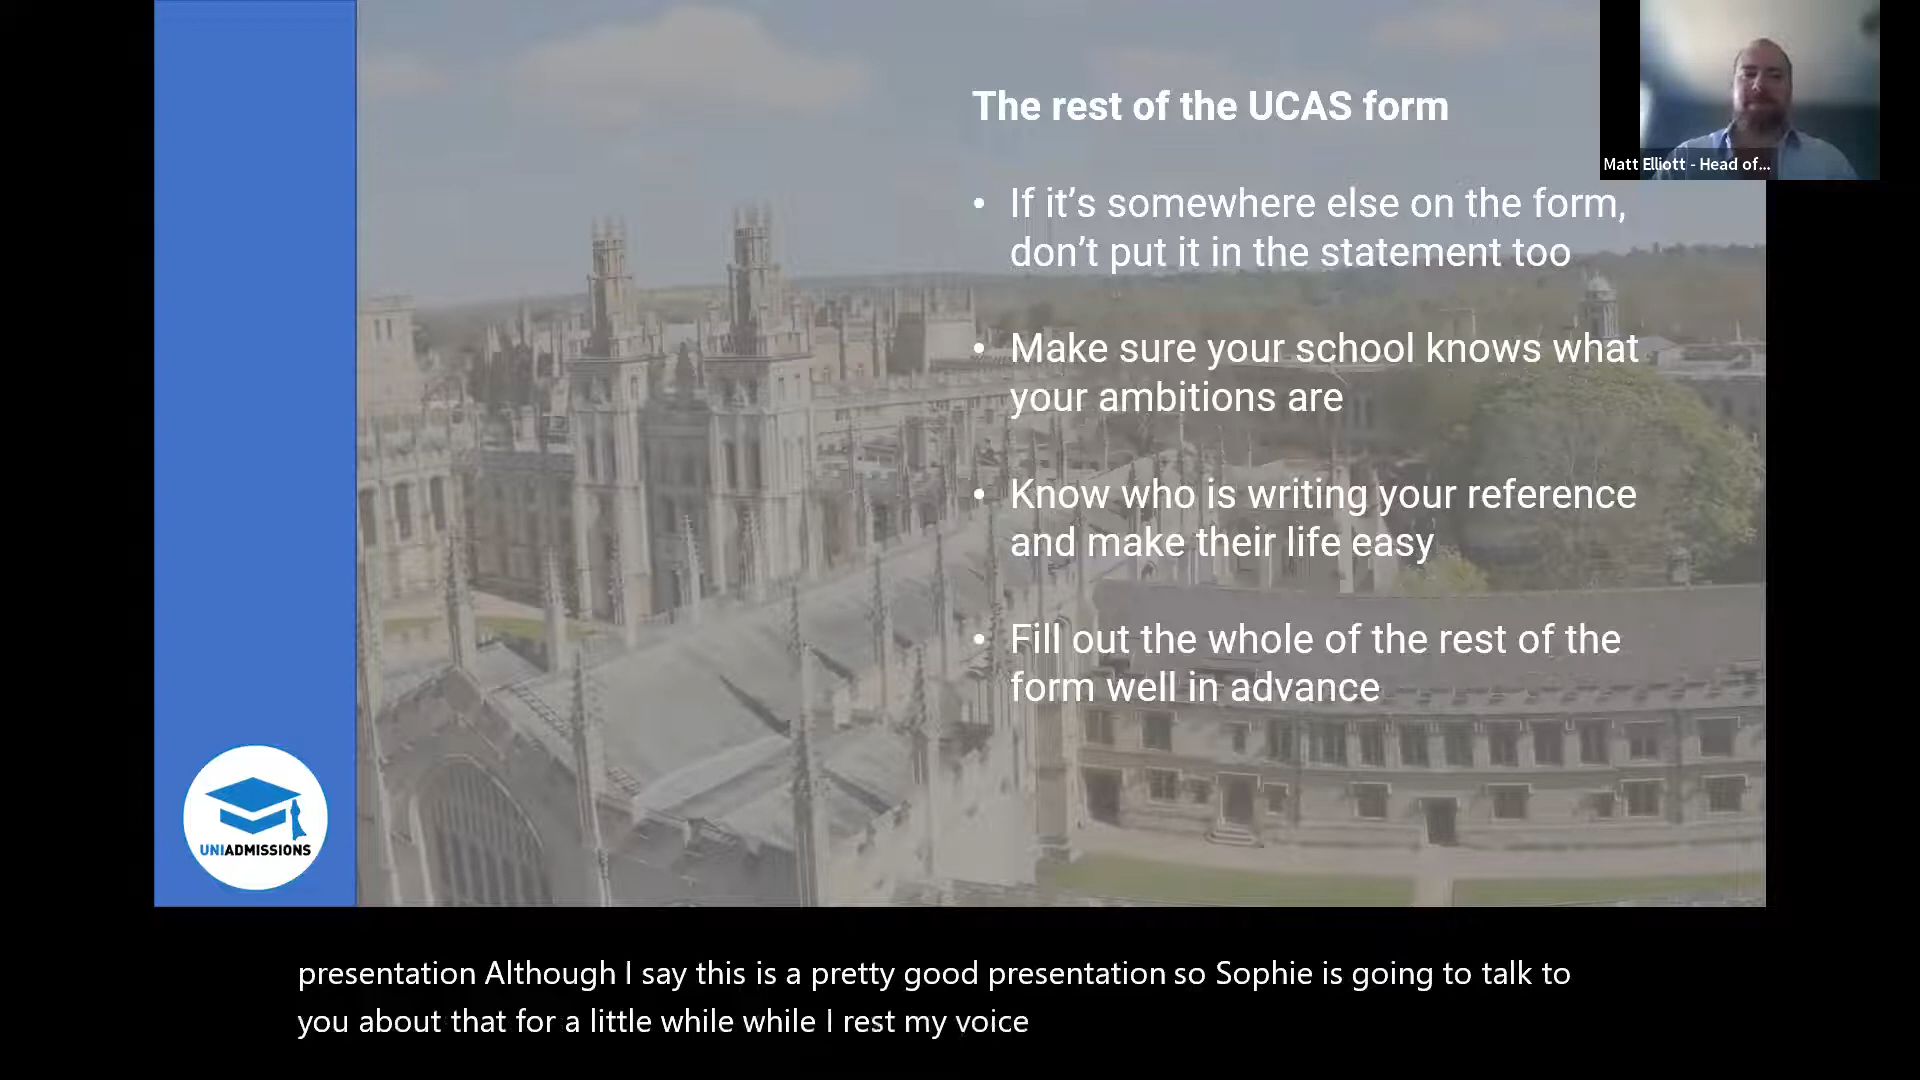 The rest of the UCAS form
Matt Elliott - Head of...
• If it’s somewhere else on the form,
don’t put it in the statement too
• Make sure your school knows what
your ambitions are
• Know who is writing your reference
and make their life easy
• Fill out the whole of the rest of the
form well in advance
UNIADMISSIONS
presentation Although I say this is a pretty good presentation so Sophie is going to talk to
you about that for a little while while I rest my voice